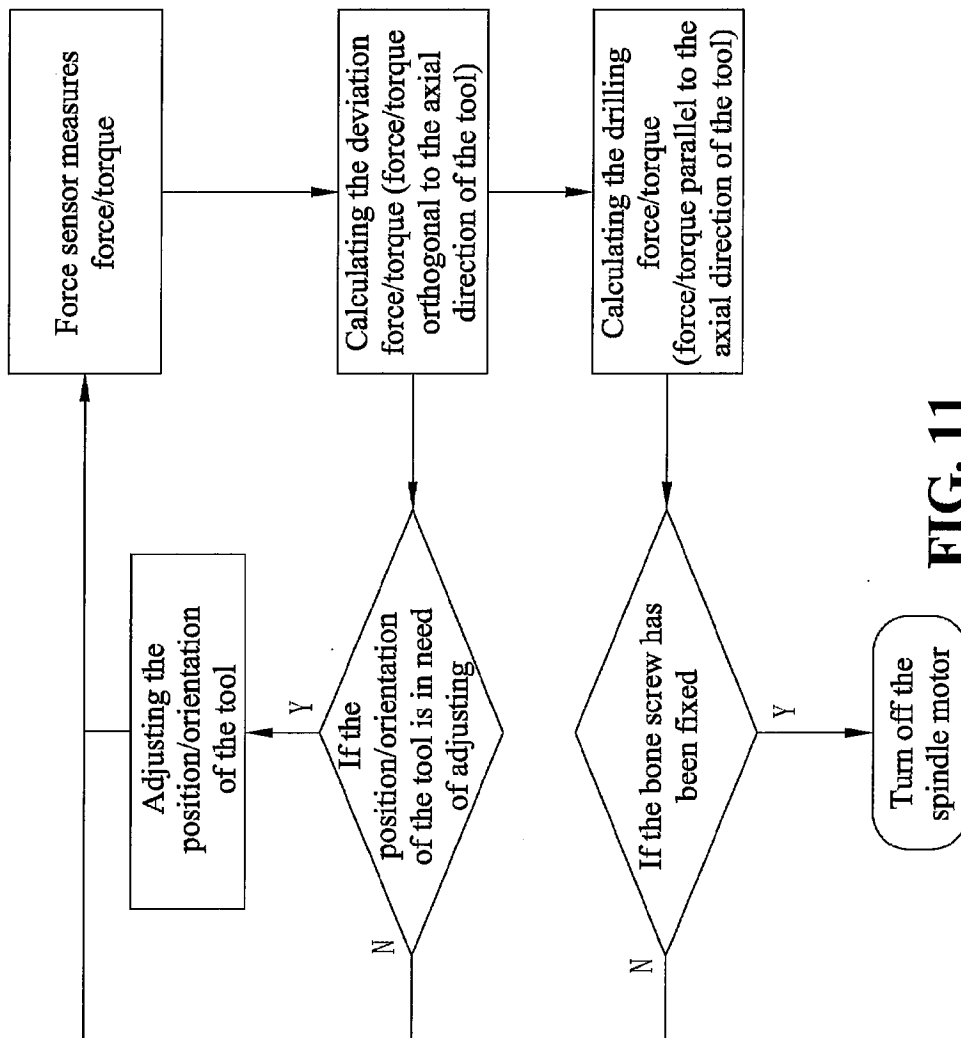 Force sensor measures
force/torque
Calculating the deviation
force/torque (force/torque
orthogonal to the axial
direction of the tool)
Calculating the drilling
force/torque
(force/torque parallel to the
axial direction of the tool)
Adjusting the
position/orientation
of the tool
Y
If the
position/orientation
of the tool is in need
of adjusting
N
If the bone screw has
been fixed
N
Y
Turn off the
spindle motor
FIG. 11